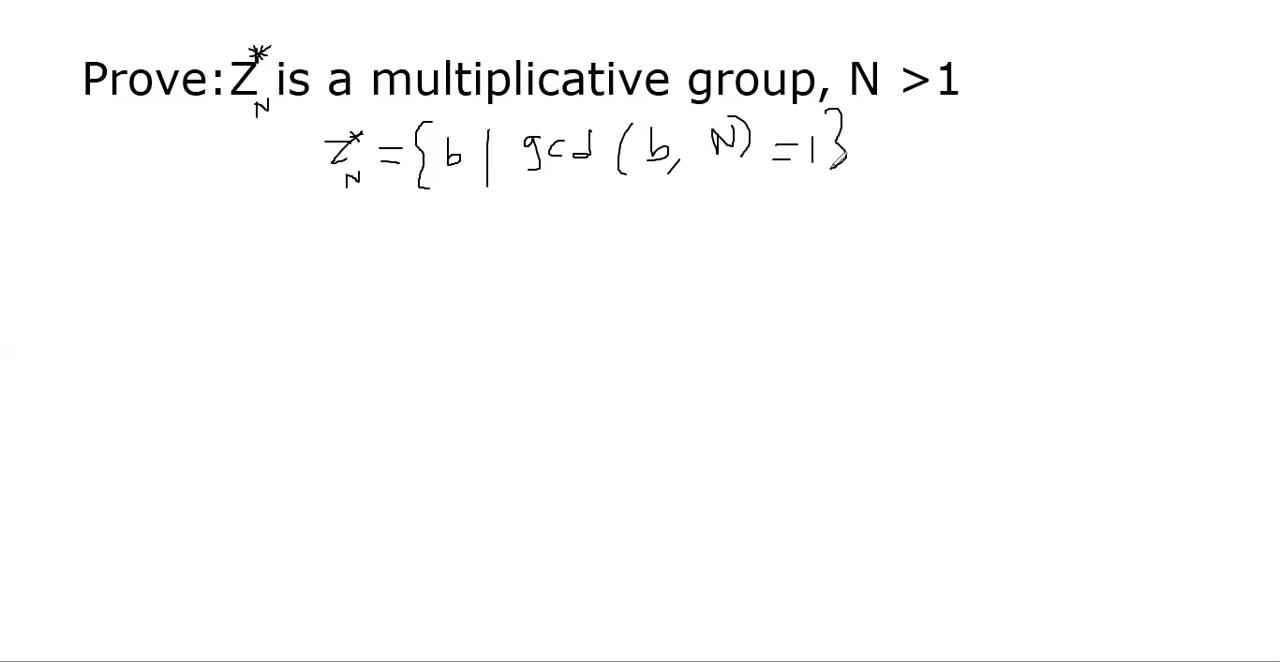 Prove: Z*N is a multiplicative group, N >1
Z*N = {b | gcd(b, N) = 1}